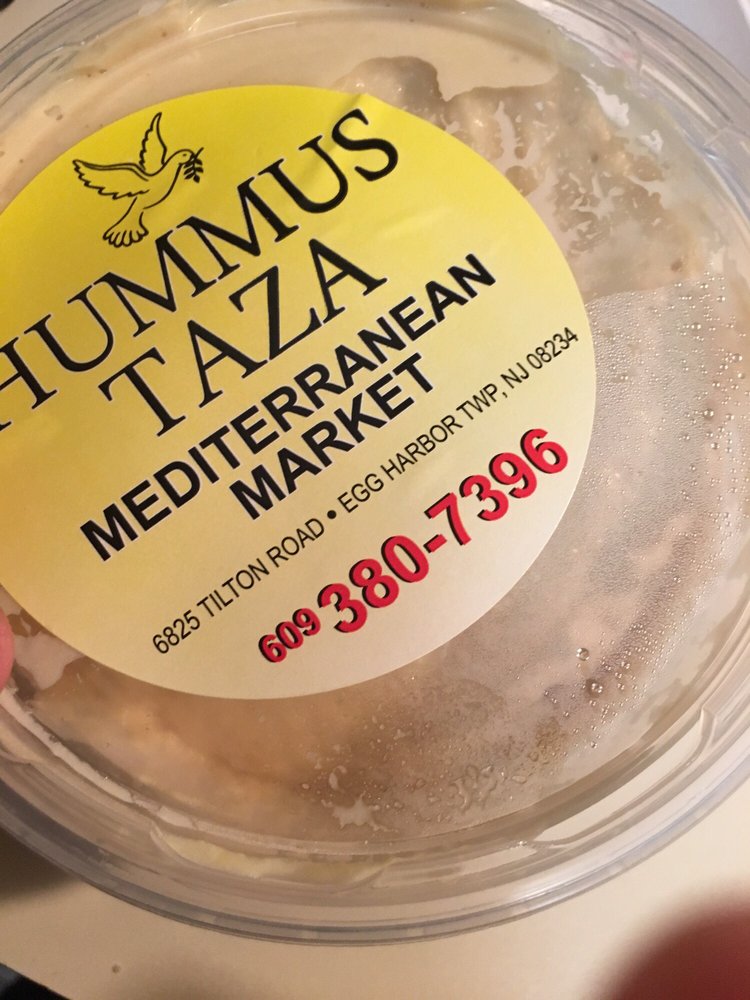 HUMMUS
TAZA
MEDITERRANEAN
MARKET
6825 TILTON ROAD • EGG HARBOR TWP, NJ 08234
609 380-7396